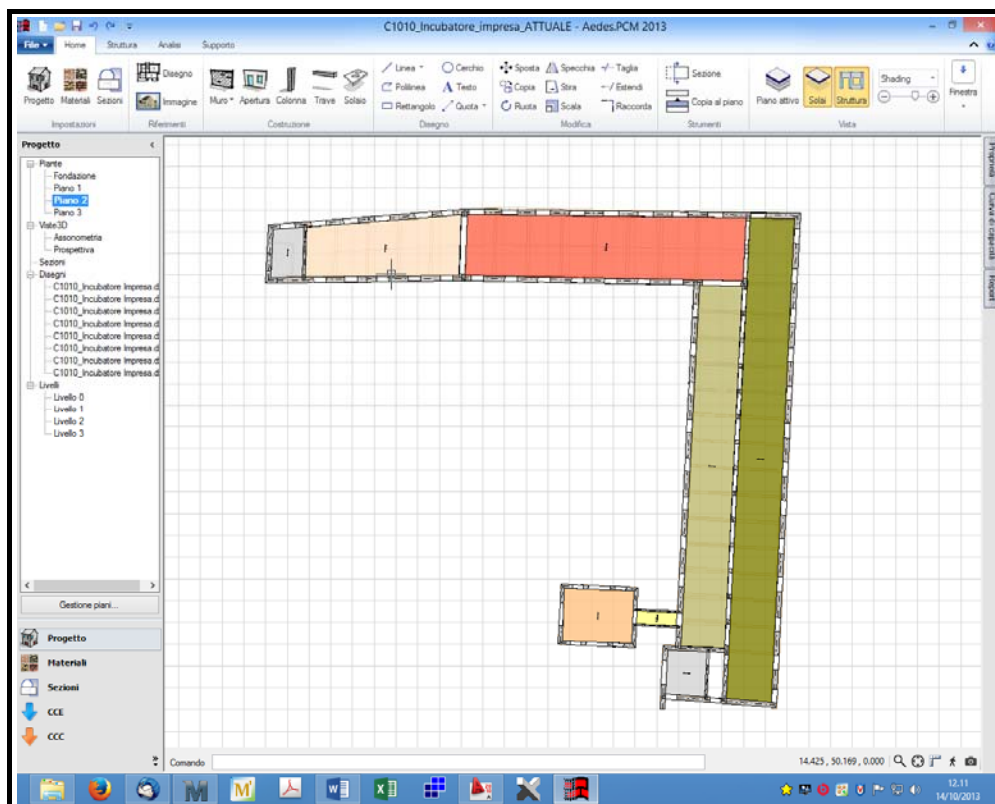 C1010_Incubatore_impresa_ATTUALE - Aedes.PCM 2013
File Home Struttura Analisi Supporto
Progetto Materiali Sezioni
Impostazioni
Disegno
Immagine
Riferimenti
Muro Apertura Colonna Trave Solaio
Costruzione
Linea Cerchio
Polilinea A Testo
Rettangolo Quota
Disegno
Sposta Specchia Taglia
Copia Stira Estendi
Ruota Scala Raccorda
Modifica
Sezione
Copia al piano
Strumenti
Piano attivo Solai Struttura
Shading
Vista
Finestra
Progetto
Piante
Fondazione
Piano 1
Piano 2
Piano 3
Viste3D
Assonometria
Prospettiva
Sezioni
Disegni
C1010_Incubatore Impresa.d
C1010_Incubatore Impresa.d
C1010_Incubatore Impresa.d
C1010_Incubatore Impresa.d
C1010_Incubatore Impresa.d
C1010_Incubatore Impresa.d
C1010_Incubatore Impresa.d
C1010_Incubatore Impresa.d
Livelli
Livello 0
Livello 1
Livello 2
Livello 3
Gestione piani...
Progetto
Materiali
Sezioni
CCE
CCC
Proprietà
Curva di capacità
Report
Comando
14.425 , 50.169 , 0.000
12.11
14/10/2013